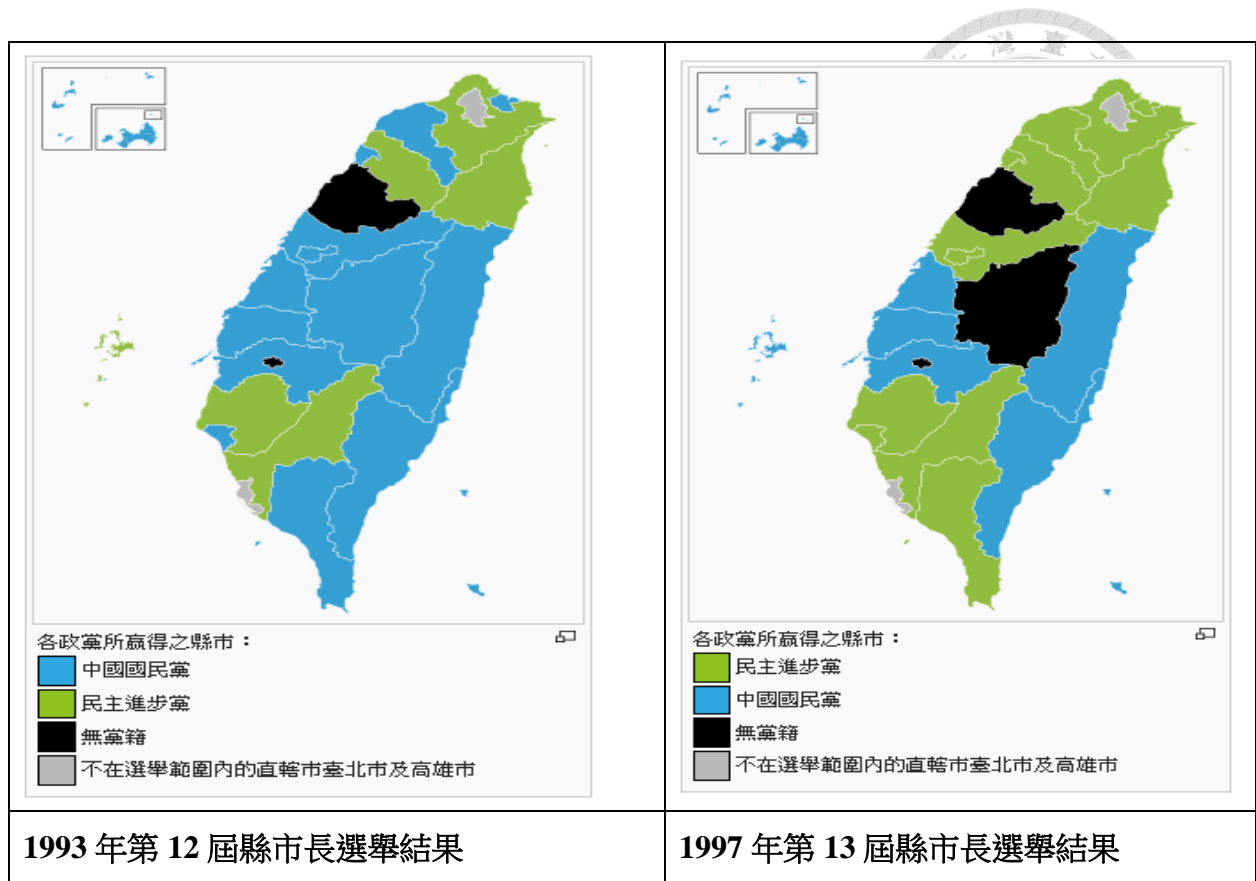 灣 臺
各政黨所贏得之縣市：
中國國民黨
民主進步黨
無黨籍
不在選舉範圍內的直轄市臺北市及高雄市
1993 年第 12 屆縣市長選舉結果
各政黨所贏得之縣市：
民主進步黨
中國國民黨
無黨籍
不在選舉範圍內的直轄市臺北市及高雄市
1997 年第 13 屆縣市長選舉結果